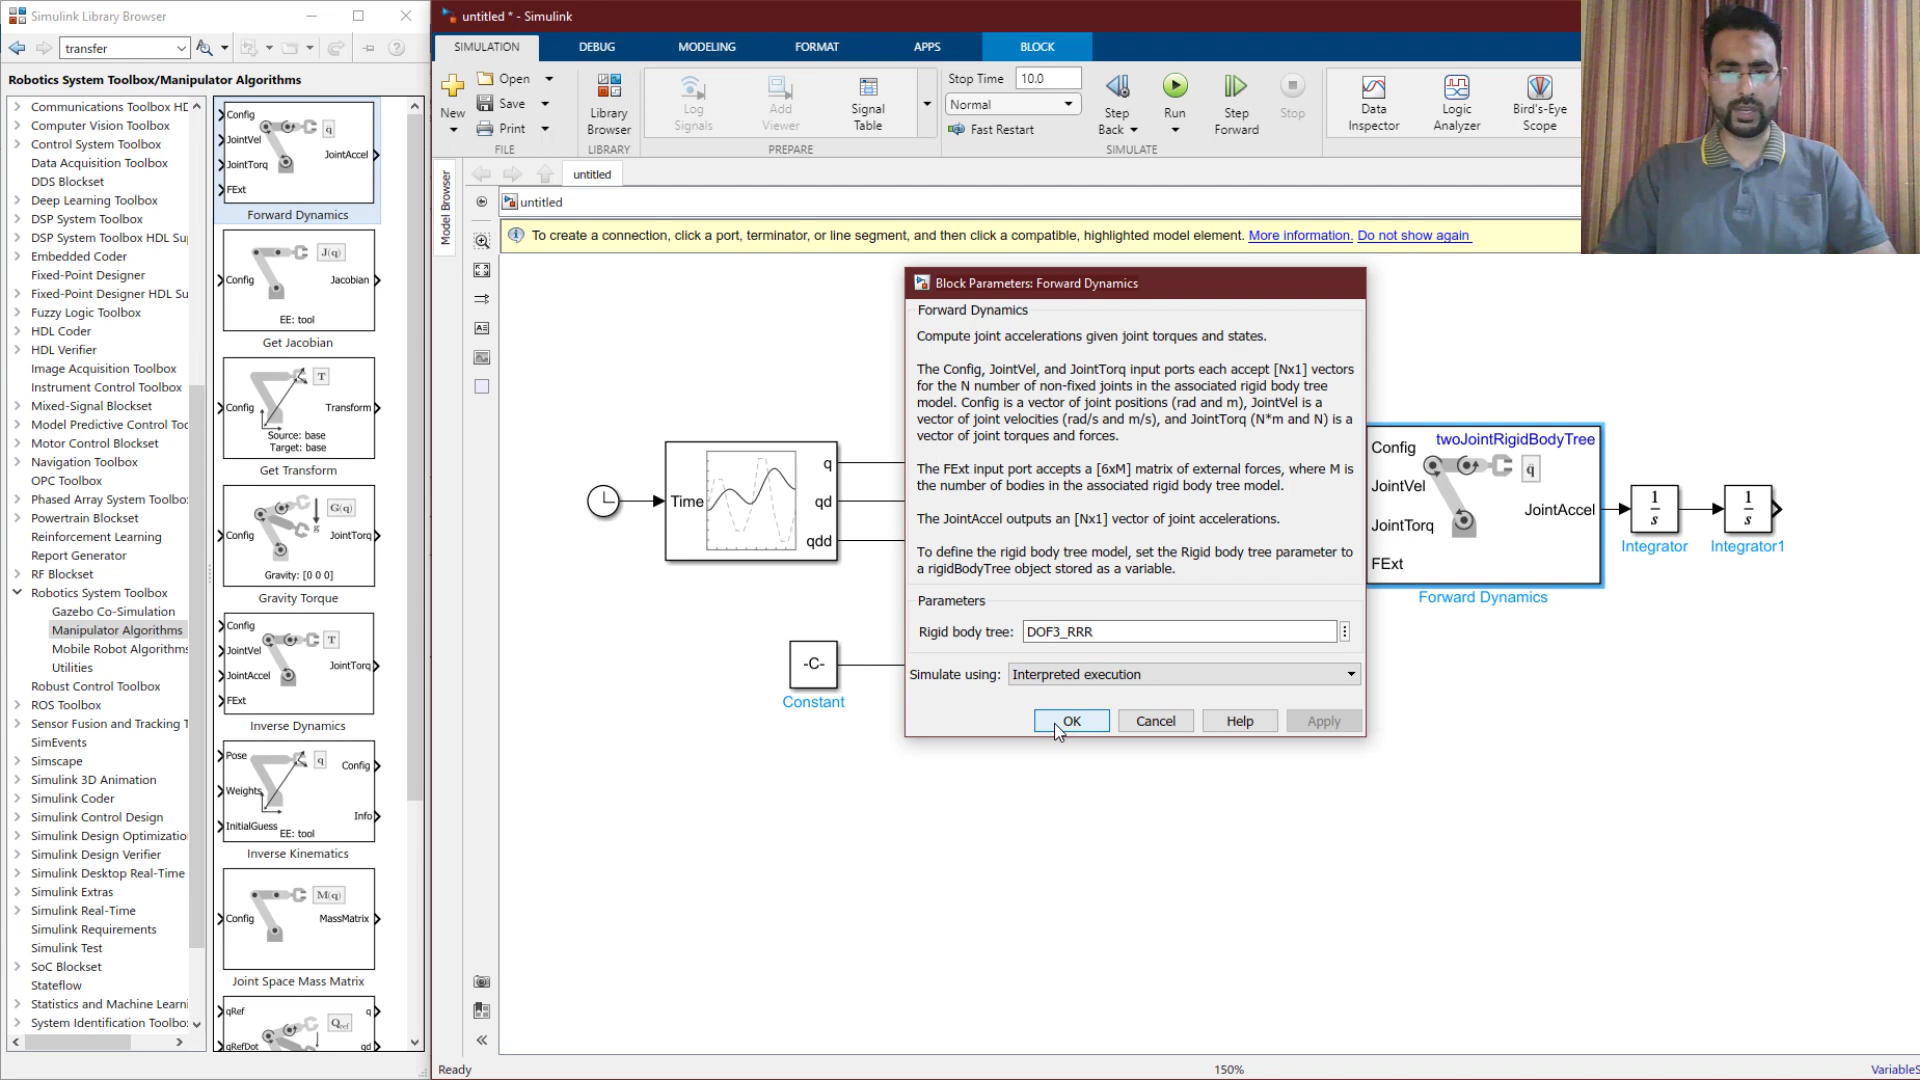 Simulink Library Browser
transfer
Robotics System Toolbox/Manipulator Algorithms
Communications Toolbox HD
Computer Vision Toolbox
Control System Toolbox
Data Acquisition Toolbox
DDS Blockset
Deep Learning Toolbox
DSP System Toolbox
DSP System Toolbox HDL Su
Embedded Coder
Fixed-Point Designer
Fixed-Point Designer HDL Su
Fuzzy Logic Toolbox
HDL Coder
HDL Verifier
Image Acquisition Toolbox
Instrument Control Toolbox
Mixed-Signal Blockset
Model Predictive Control Too
Motor Control Blockset
Navigation Toolbox
OPC Toolbox
Phased Array System Toolbo
Powertrain Blockset
Reinforcement Learning
Report Generator
RF Blockset
Robotics System Toolbox
Gazebo Co-Simulation
Manipulator Algorithms
Mobile Robot Algorithms
Utilities
Robust Control Toolbox
ROS Toolbox
Sensor Fusion and Tracking T
SimEvents
Simscape
Simulink 3D Animation
Simulink Coder
Simulink Control Design
Simulink Design Optimizatio
Simulink Design Verifier
Simulink Desktop Real-Time
Simulink Extras
Simulink Real-Time
Simulink Requirements
Simulink Test
SoC Blockset
Stateflow
Statistics and Machine Learni
System Identification Toolbo
Config
JointVel
JointTorq
FExt
q̈
JointAccel
Forward Dynamics
Config
J(q)
Jacobian
EE: tool
Get Jacobian
Config
T
Transform
Source: base
Target: base
Get Transform
Config
G(q)
JointTorq
Gravity: [0 0 0]
Gravity Torque
Config
JointVel
JointAccel
FExt
T
JointTorq
Inverse Dynamics
Pose
Weights
InitialGuess
q
Config
Info
EE: tool
Inverse Kinematics
Config
M(q)
MassMatrix
Joint Space Mass Matrix
qRef
qRefDot
q
qd
untitled * - Simulink
SIMULATION
DEBUG
MODELING
FORMAT
APPS
BLOCK
New
Open
Save
Print
FILE
Library
Browser
LIBRARY
Log
Signals
Add
Viewer
Signal
Table
PREPARE
Stop Time 10.0
Normal
Fast Restart
Step
Back
Run
Step
Forward
Stop
SIMULATE
Data
Inspector
Logic
Analyzer
Bird's-Eye
Scope
Model Browser
untitled
untitled
To create a connection, click a port, terminator, or line segment, and then click a compatible, highlighted model element. More information. Do not show again
Time
q
qd
qdd
-C-
Constant
Block Parameters: Forward Dynamics
Forward Dynamics
Compute joint accelerations given joint torques and states.
The Config, JointVel, and JointTorq input ports each accept [Nx1] vectors
for the N number of non-fixed joints in the associated rigid body tree
model. Config is a vector of joint positions (rad and m), JointVel is a
vector of joint velocities (rad/s and m/s), and JointTorq (N*m and N) is a
vector of joint torques and forces.
The FExt input port accepts a [6xM] matrix of external forces, where M is
the number of bodies in the associated rigid body tree model.
The JointAccel outputs an [Nx1] vector of joint accelerations.
To define the rigid body tree model, set the Rigid body tree parameter to
a rigidBodyTree object stored as a variable.
Parameters
Rigid body tree: DOF3_RRR
Simulate using: Interpreted execution
OK
Cancel
Help
Apply
Config
JointVel
JointTorq
FExt
twoJointRigidBodyTree
q̈
JointAccel
Forward Dynamics
1
s
Integrator
1
s
Integrator1
Ready
150%
VariableS